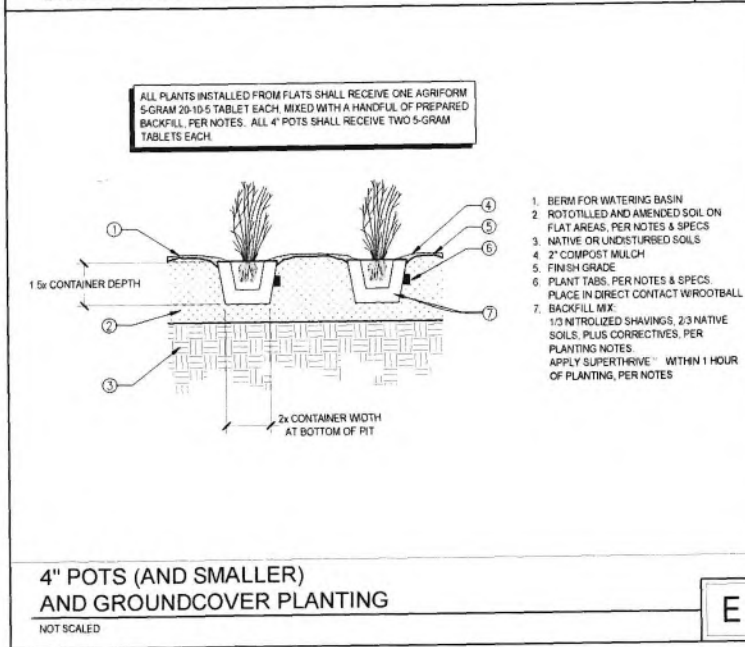 ALL PLANTS INSTALLED FROM FLATS SHALL RECEIVE ONE AGRIFORM
5-GRAM 20-10-5 TABLET EACH, MIXED WITH A HANDFUL OF PREPARED
BACKFILL, PER NOTES. ALL 4" POTS SHALL RECEIVE TWO 5-GRAM
TABLETS EACH.
1
4
5
6
7
1.5x CONTAINER DEPTH
2
3
2x CONTAINER WIDTH
AT BOTTOM OF PIT
1. BERM FOR WATERING BASIN
2 ROTOTILLED AND AMENDED SOIL ON
FLAT AREAS, PER NOTES & SPECS
3. NATIVE OR UNDISTURBED SOILS
4. 2" COMPOST MULCH
5. FINISH GRADE
6. PLANT TABS, PER NOTES & SPECS.
PLACE IN DIRECT CONTACT W/ROOTBALL
7. BACKFILL MIX:
1/3 NITROLIZED SHAVINGS, 2/3 NATIVE
SOILS, PLUS CORRECTIVES, PER
PLANTING NOTES.
APPLY SUPERTHRIVE WITHIN 1 HOUR
OF PLANTING, PER NOTES
4" POTS (AND SMALLER)
AND GROUNDCOVER PLANTING
NOT SCALED
E